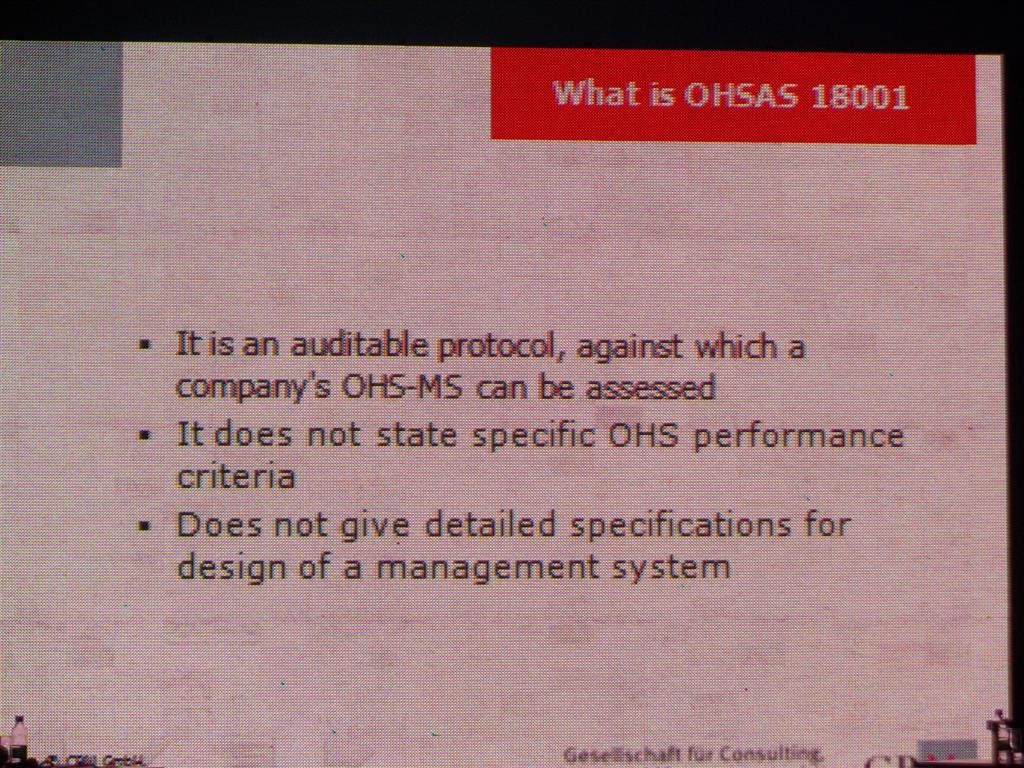 What is OHSAS 18001
▪ It is an auditable protocol, against which a
company's OHS-MS can be assessed
▪ It does not state specific OHS performance
criteria
▪ Does not give detailed specifications for
design of a management system
Gesellschaft für Consulting,